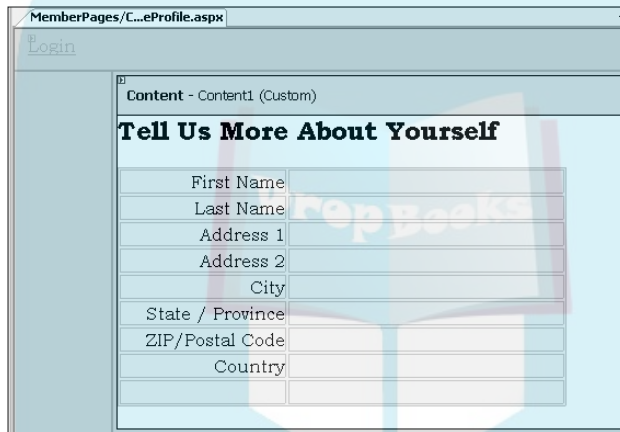 MemberPages/C...eProfile.aspx
Login
Content - Content1 (Custom)
Tell Us More About Yourself
First Name
Last Name
Address 1
Address 2
City
State / Province
ZIP/Postal Code
Country
DropBooks